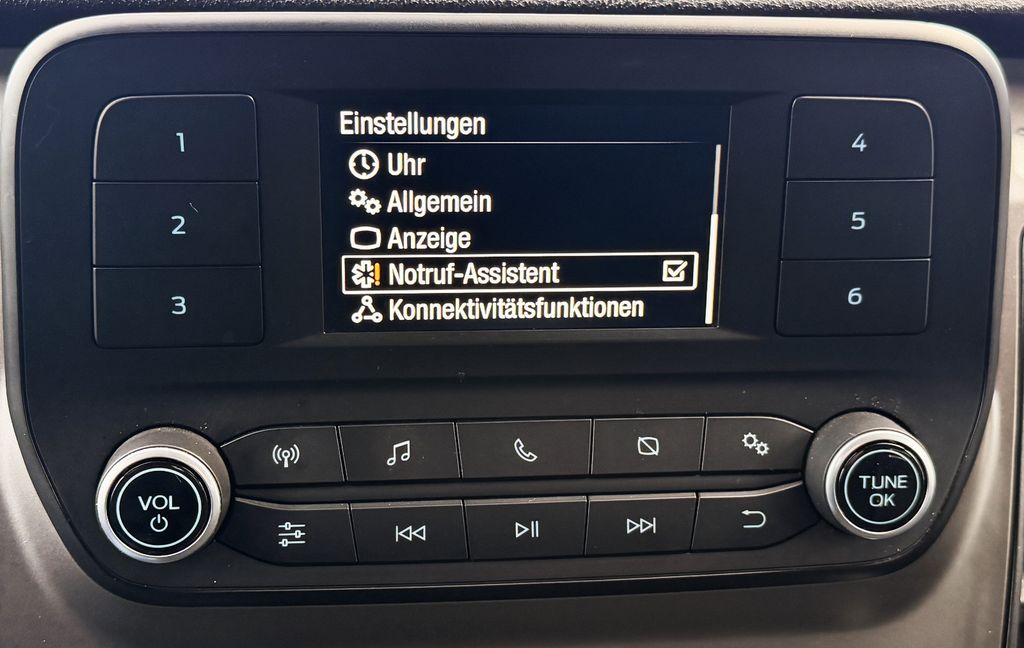 Einstellungen
Uhr
Allgemein
Anzeige
Notruf-Assistent
Konnektivitätsfunktionen
1
2
3
4
5
6
VOL
TUNE
OK